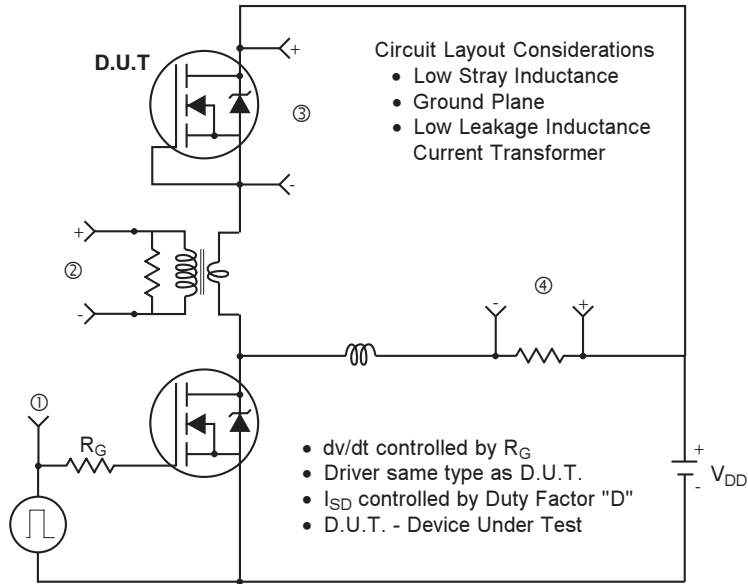 D.U.T
+
③
-
Circuit Layout Considerations
• Low Stray Inductance
• Ground Plane
• Low Leakage Inductance
Current Transformer
+
②
-
④
-
+
①
RG
• dv/dt controlled by RG
• Driver same type as D.U.T.
• ISD controlled by Duty Factor "D"
• D.U.T. - Device Under Test
+
VDD
-